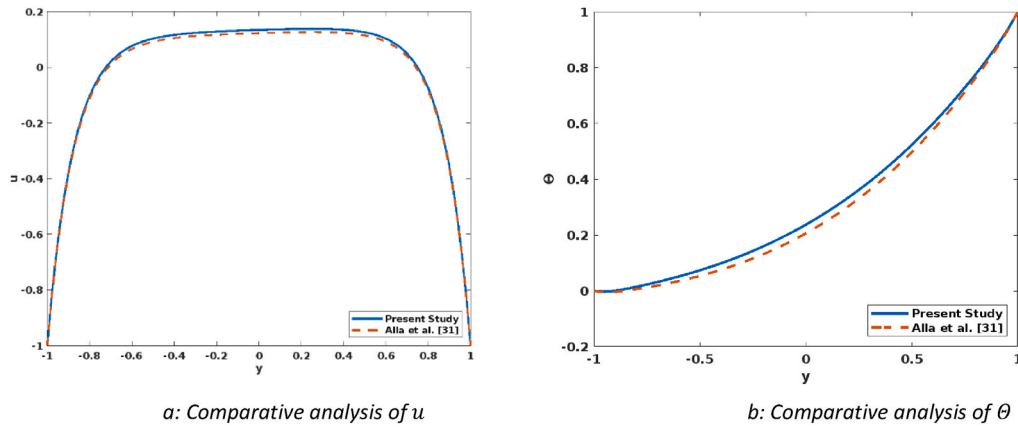 0.2
0
-0.2
-0.4
-0.6
-0.8
-1
u
-1 -0.8 -0.6 -0.4 -0.2 0 0.2 0.4 0.6 0.8 1
y
Present Study
Alla et al. [31]
a: Comparative analysis of u
1
0.8
0.6
0.4
0.2
0
-0.2
Θ
-1 -0.5 0 0.5 1
y
Present Study
Alla et al. [31]
b: Comparative analysis of Θ